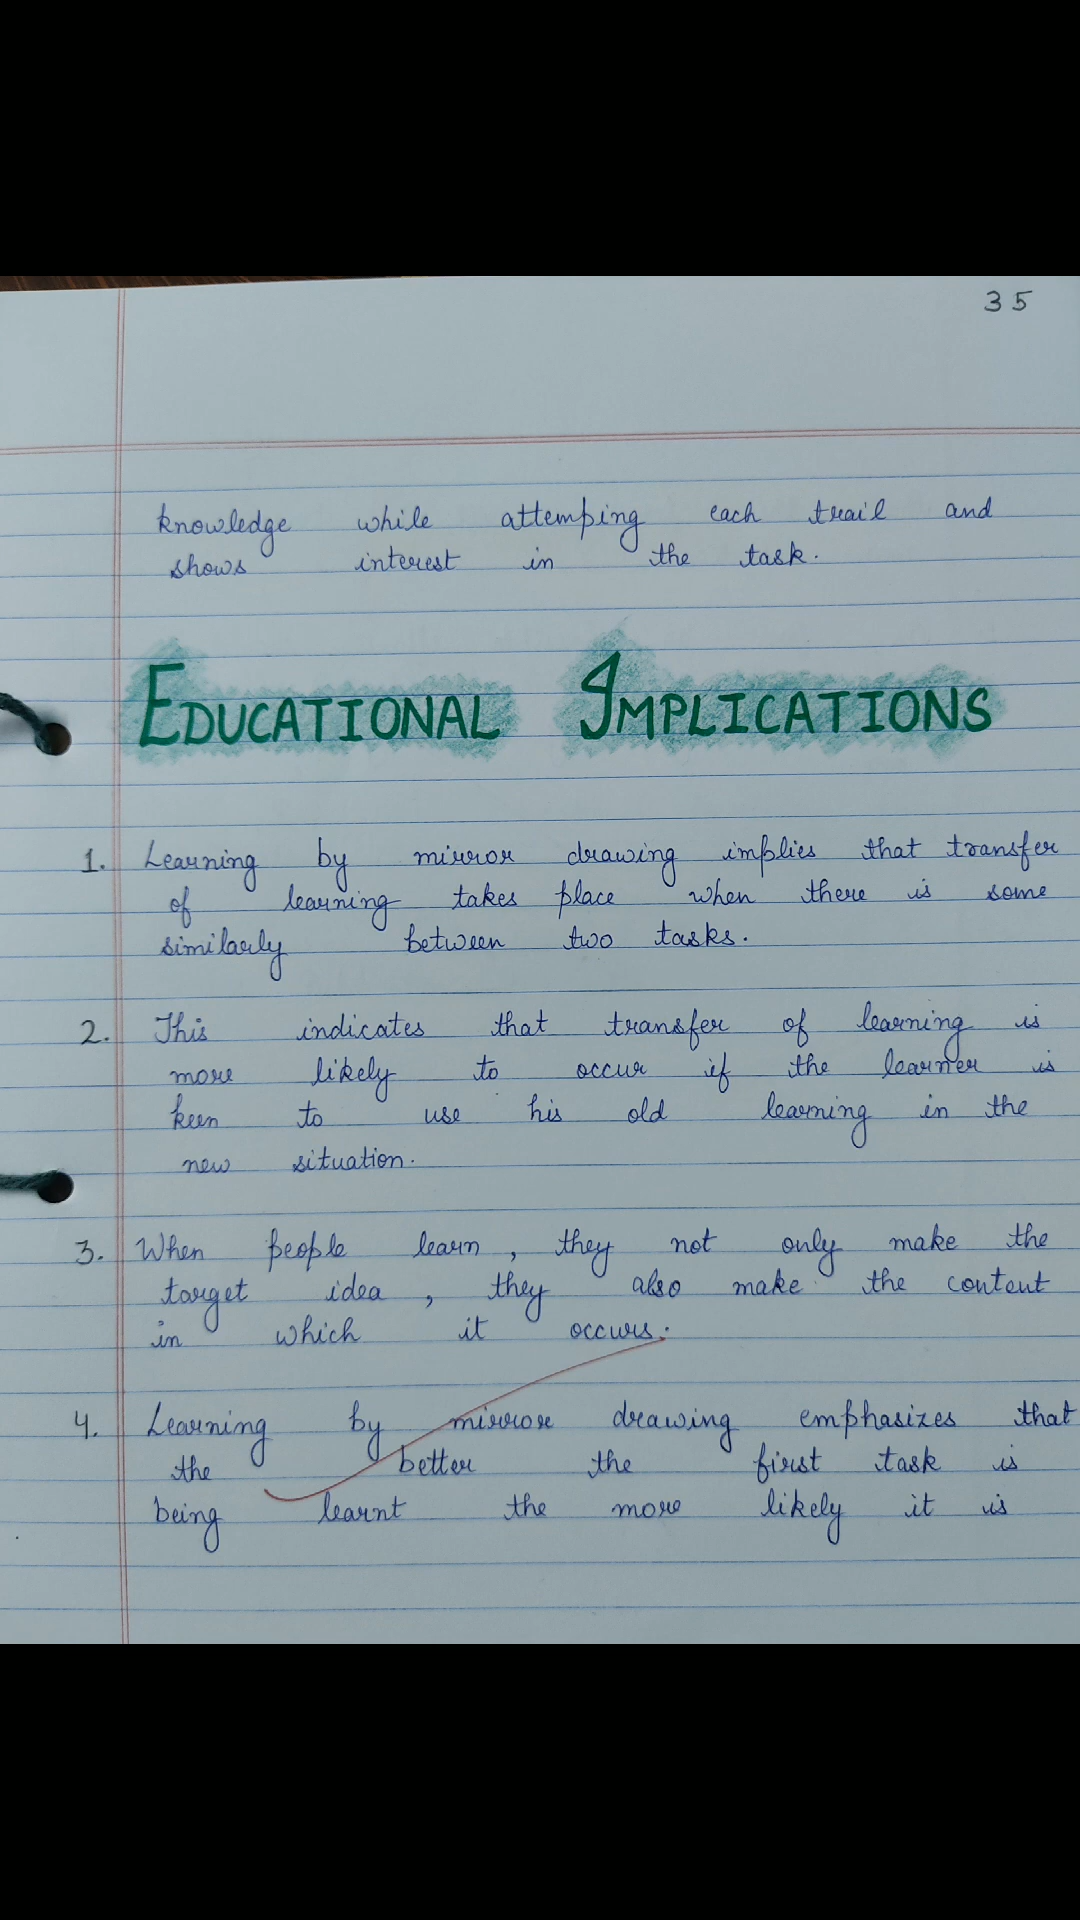 35
knowledge while attemping each trail and
shows interest in the task.
EDUCATIONAL IMPLICATIONS
1. Learning by mirror drawing implies that transfer
of learning takes place when there is some
similarly between two tasks.
2. This indicates that transfer of learning is
more likely to occur if the learner is
keen to use his old learning in the
new situation.
3. When people learn, they not only make the
target idea, they also make the content
in which it occurs.
4. Learning by mirror drawing emphasizes that
the better the first task is
being learnt the more likely it is